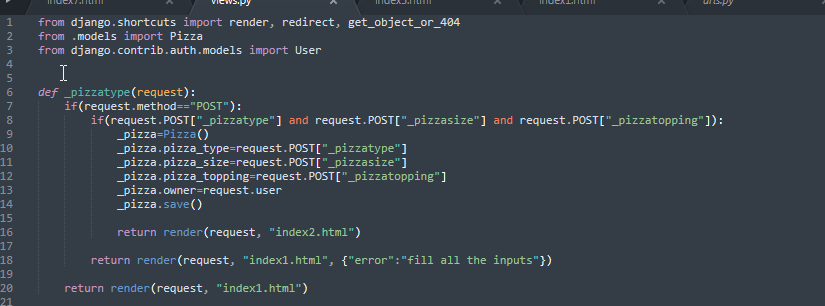 index7.html views.py index5.html index1.html urls.py
1 from django.shortcuts import render, redirect, get_object_or_404
2 from .models import Pizza
3 from django.contrib.auth.models import User
4
5
6 def _pizzatype(request):
7     if(request.method=="POST"):
8         if(request.POST["_pizzatype"] and request.POST["_pizzasize"] and request.POST["_pizzatopping"]):
9             _pizza=Pizza()
10             _pizza.pizza_type=request.POST["_pizzatype"]
11             _pizza.pizza_size=request.POST["_pizzasize"]
12             _pizza.pizza_topping=request.POST["_pizzatopping"]
13             _pizza.owner=request.user
14             _pizza.save()
15
16             return render(request, "index2.html")
17
18         return render(request, "index1.html", {"error":"fill all the inputs"})
19
20     return render(request, "index1.html")
21